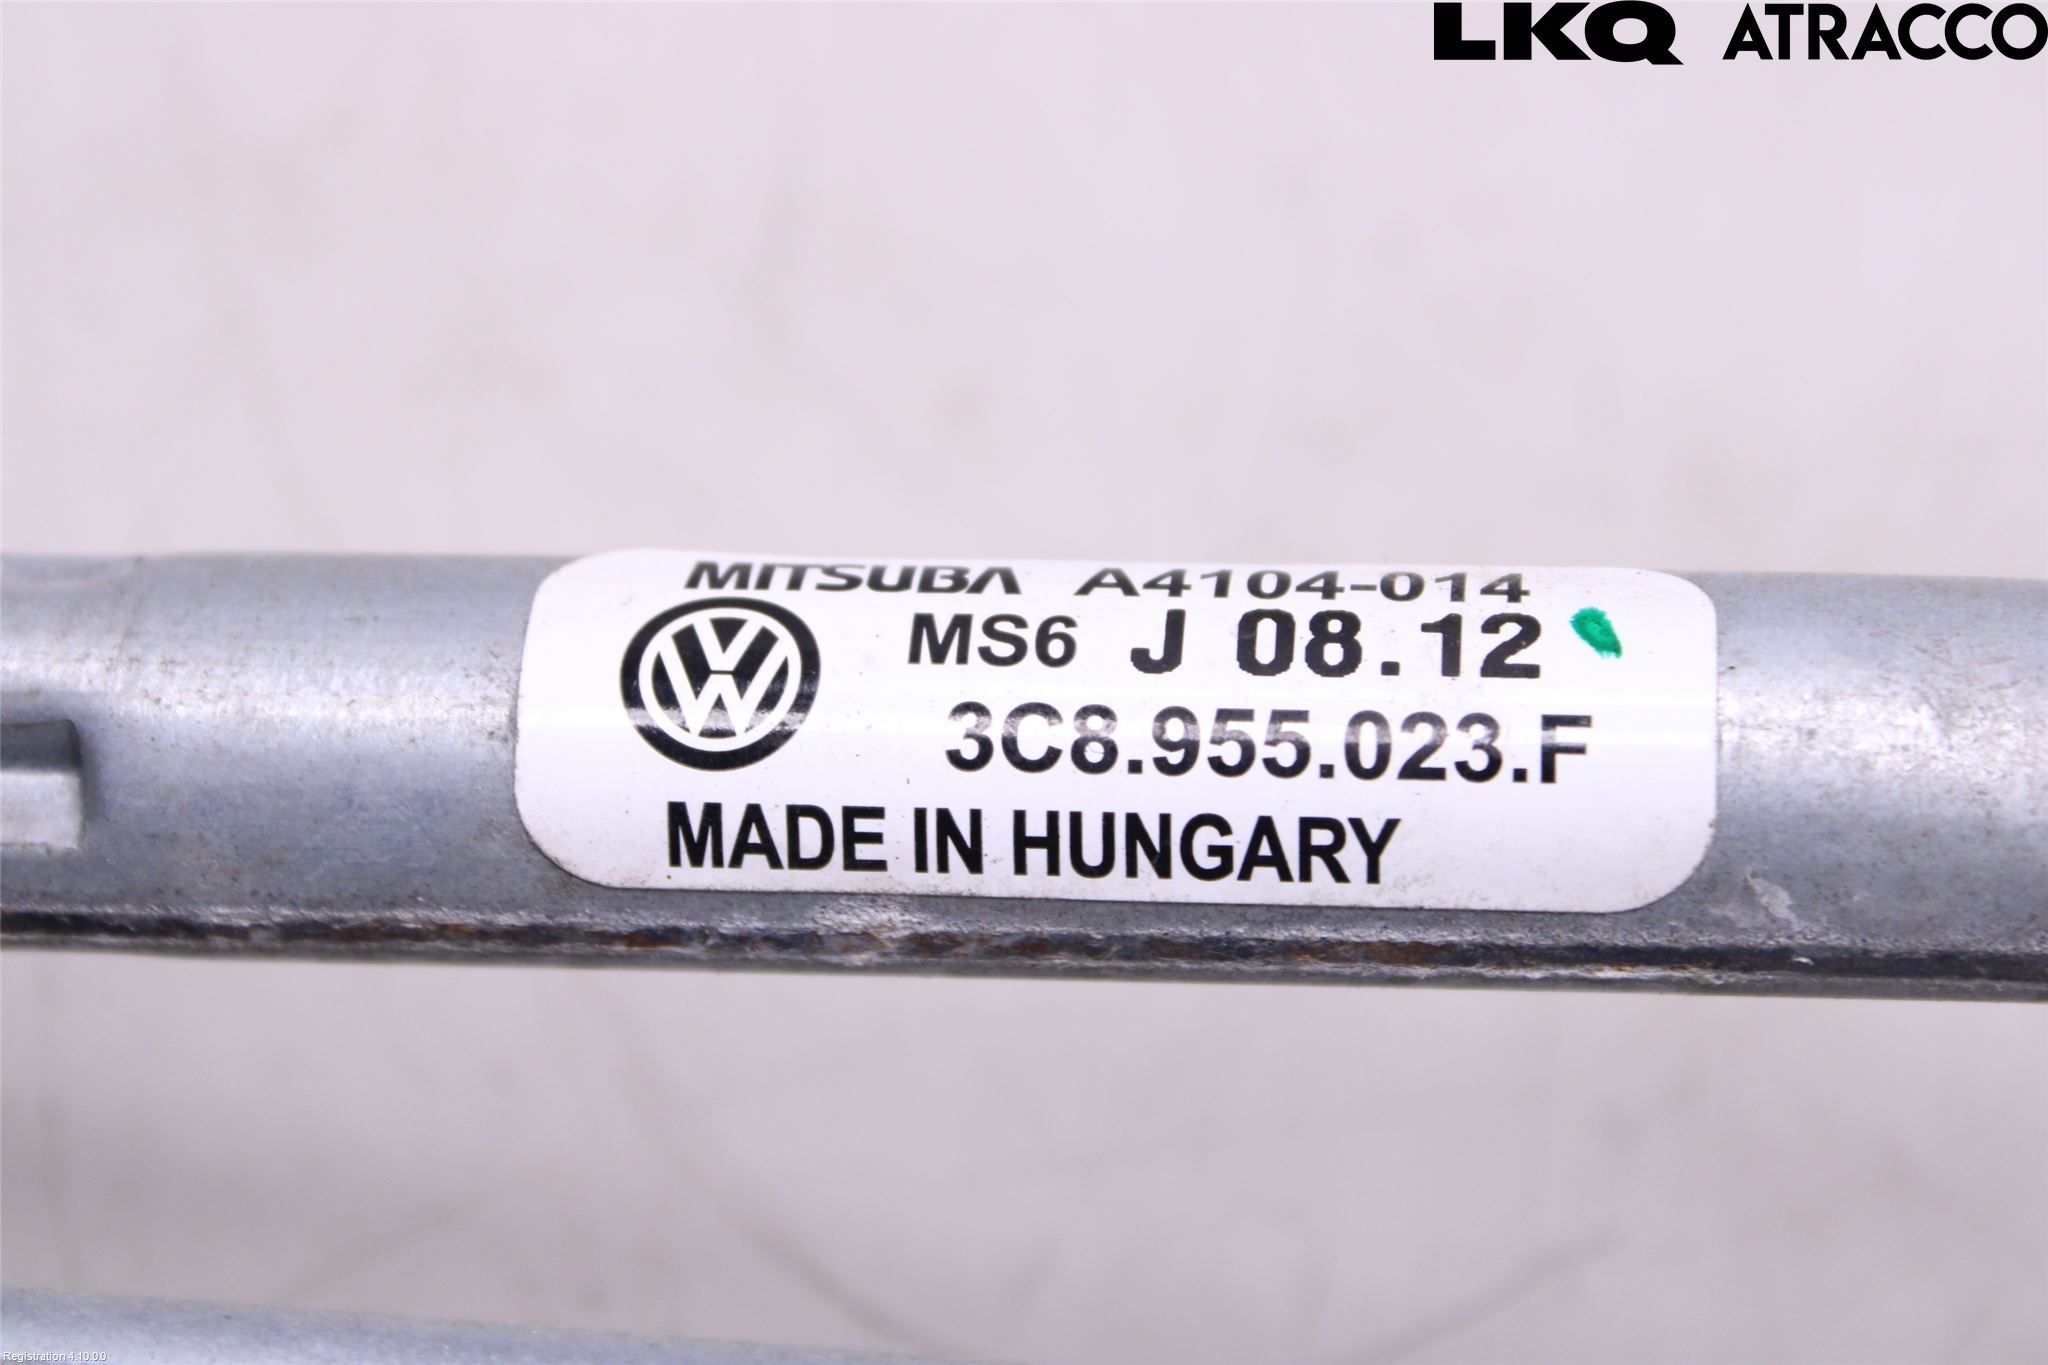 LKQ ATRACCO
MITSUBA A4104-014
MS6 J 08.12
3C8.955.023.F
MADE IN HUNGARY
Registration 4.10.0.0